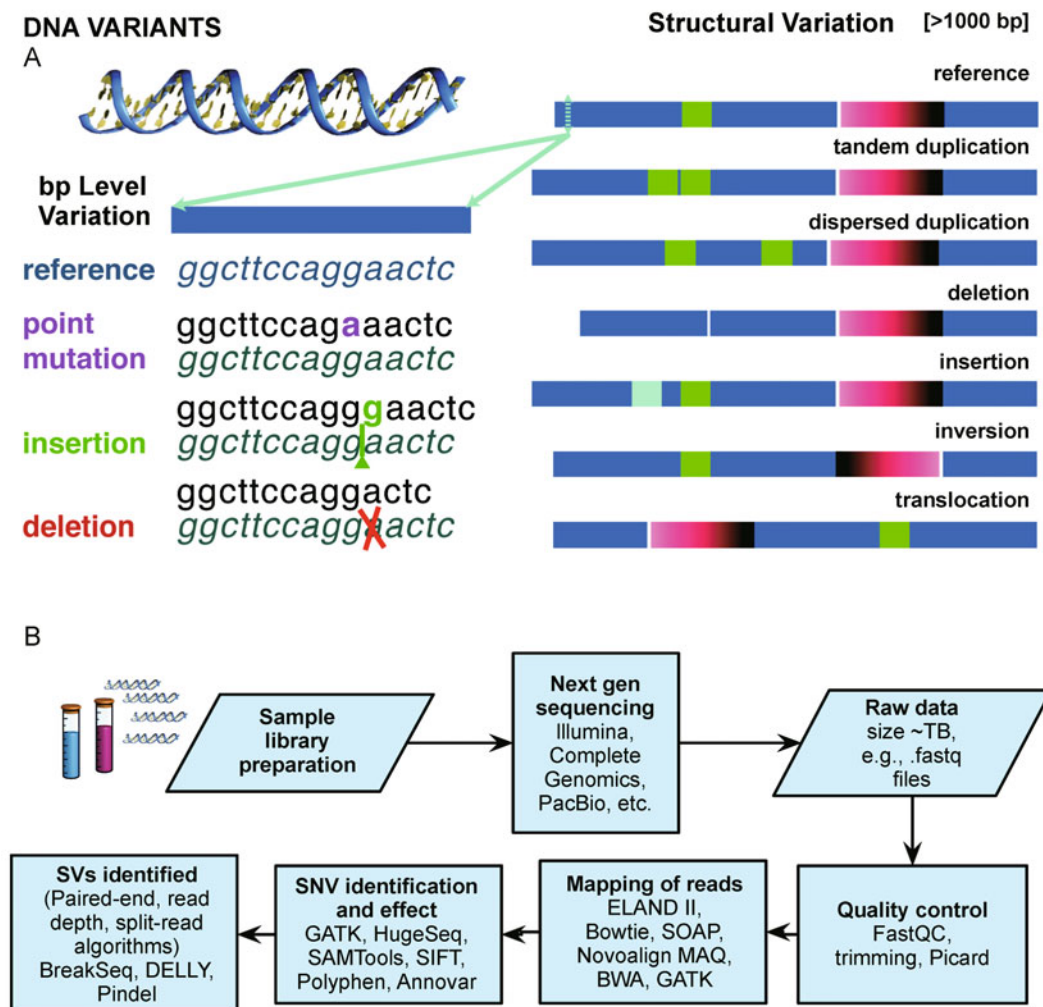 DNA VARIANTS
A
bp Level
Variation
reference
ggcttccaggaactc
point
mutation
ggcttccagaaactc
ggcttccaggaactc
insertion
ggcttccagggaactc
ggcttccaggaactc
deletion
ggcttccaggactc
ggcttccaggaactc
Structural Variation [>1000 bp]
reference
tandem duplication
dispersed duplication
deletion
insertion
inversion
translocation
B
Sample
library
preparation
Next gen
sequencing
Illumina,
Complete
Genomics,
PacBio, etc.
Raw data
size ~TB,
e.g., .fastq
files
Quality control
FastQC,
trimming, Picard
Mapping of reads
ELAND II,
Bowtie, SOAP,
Novoalign MAQ,
BWA, GATK
SNV identification
and effect
GATK, HugeSeq,
SAMTools, SIFT,
Polyphen, Annovar
SVs identified
(Paired-end, read
depth, split-read
algorithms)
BreakSeq, DELLY,
Pindel